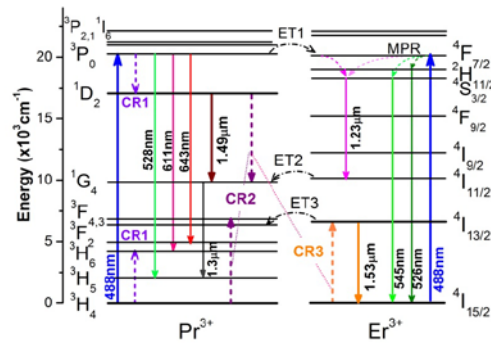 ³P₂,₁ ¹I₆
³P₀
¹D₂
¹G₄
³F₄,₃
³F₂
³H₆
³H₅
³H₄
Energy (x10³cm⁻¹)
20
15
10
5
0
488nm
CR1
CR1
528nm
611nm
643nm
1.49μm
1.3μm
CR2
Pr³⁺
ET1
ET2
ET3
CR3
1.53μm
1.23μm
545nm
526nm
488nm
MPR
Er³⁺
⁴F₇/₂
²H₁₁/₂
⁴S₃/₂
⁴F₉/₂
⁴I₉/₂
⁴I₁₁/₂
⁴I₁₃/₂
⁴I₁₅/₂